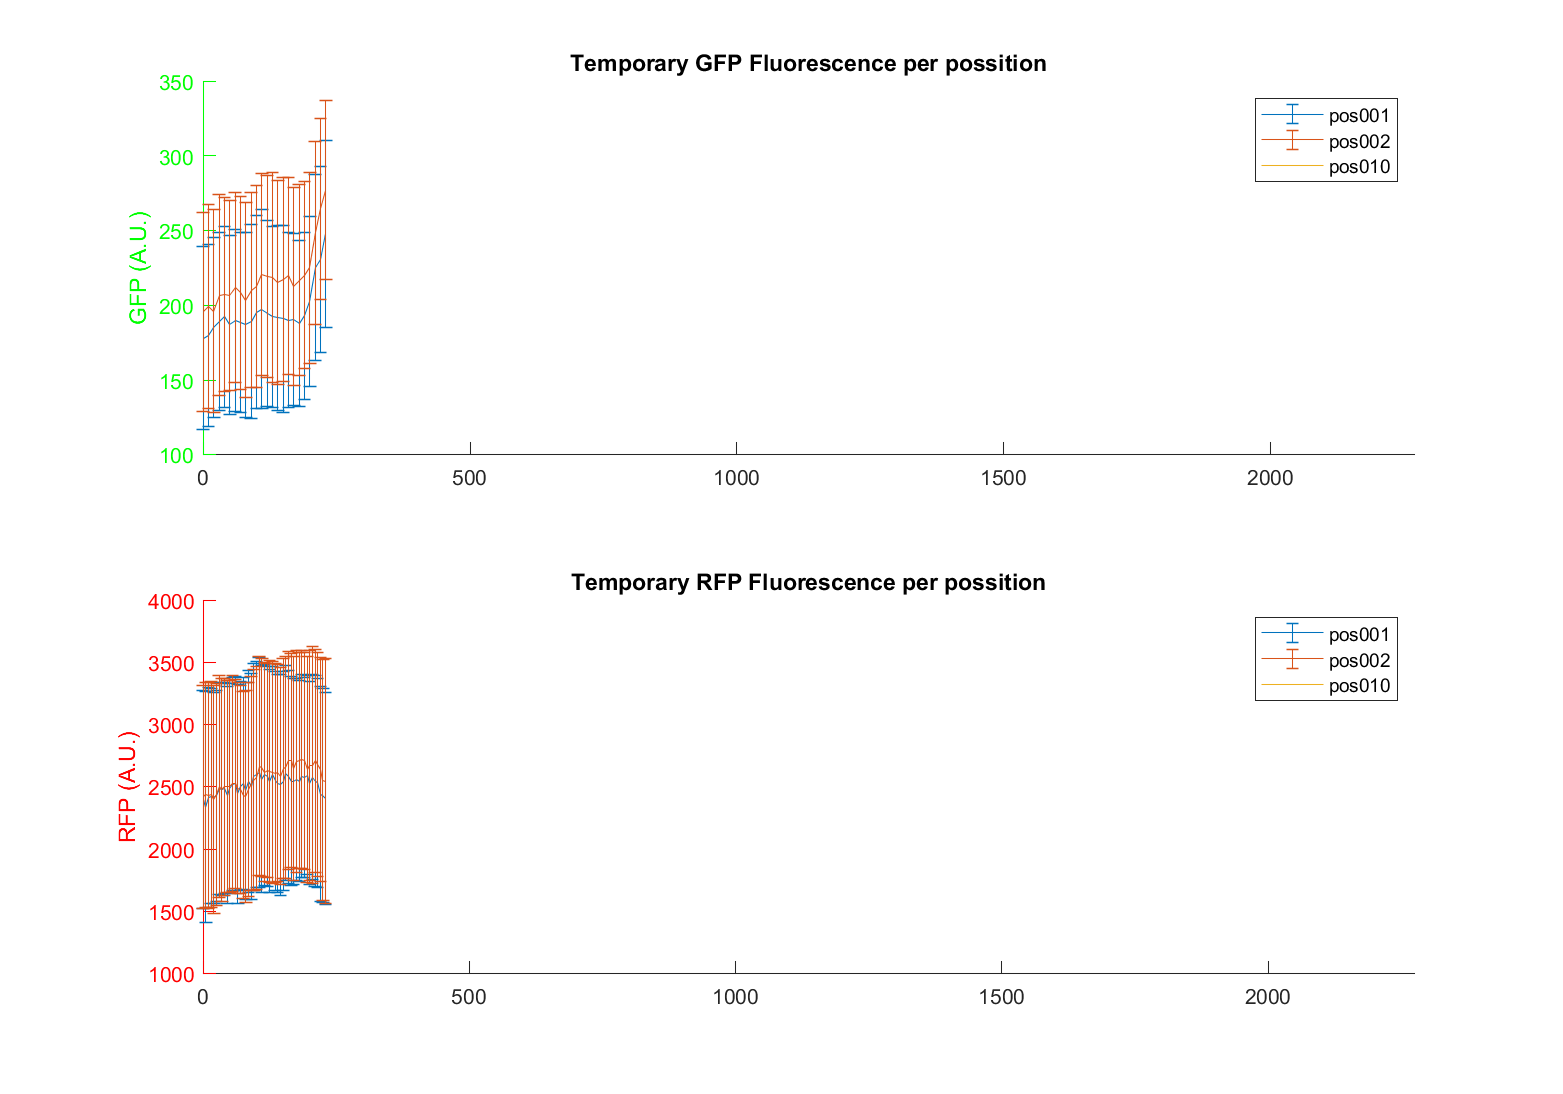 Temporary GFP Fluorescence per possition
350
300
250
200
150
100
GFP (A.U.)
0 500 1000 1500 2000
pos001
pos002
pos010
Temporary RFP Fluorescence per possition
4000
3500
3000
2500
2000
1500
1000
RFP (A.U.)
0 500 1000 1500 2000
pos001
pos002
pos010